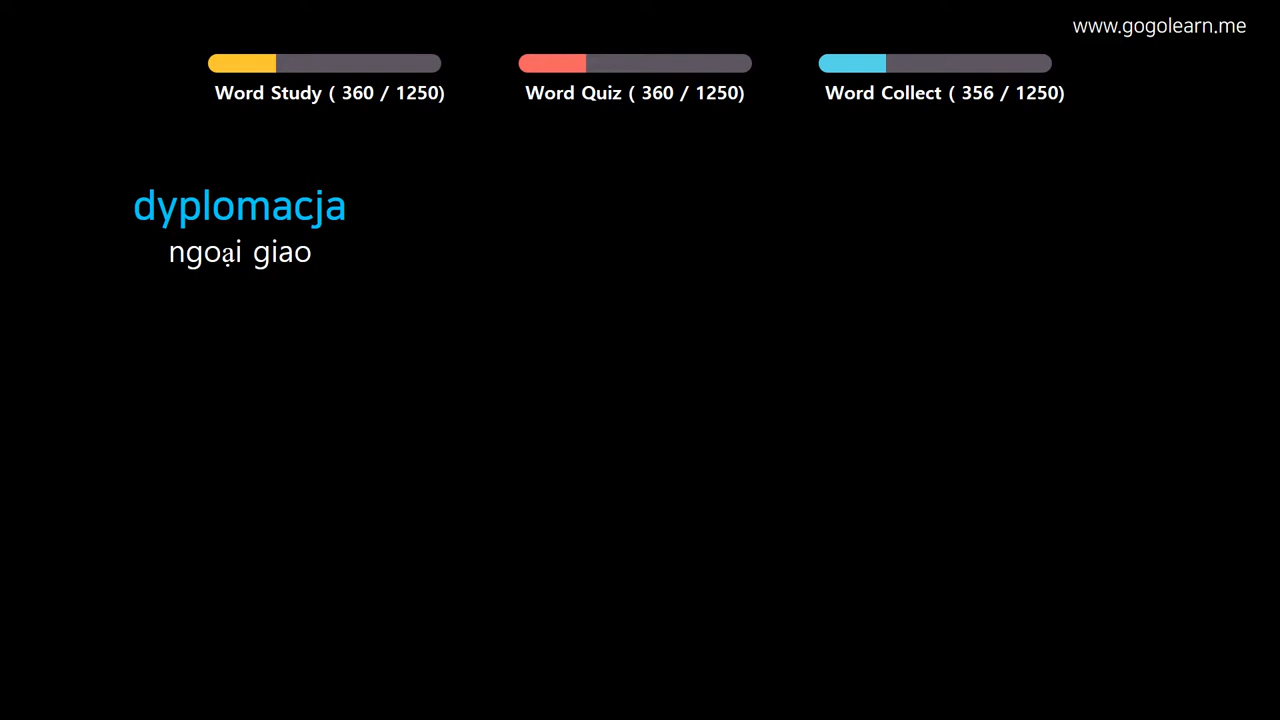 www.gogolearn.me
Word Study ( 360 / 1250)
Word Quiz ( 360 / 1250)
Word Collect ( 356 / 1250)
dyplomacja
ngoại giao